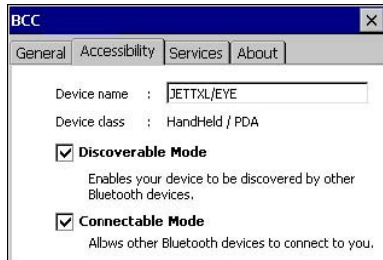 BCC
General Accessibility Services About
Device name : JETTXL/EYE
Device class : HandHeld / PDA
Discoverable Mode
Enables your device to be discovered by other
Bluetooth devices.
Connectable Mode
Allows other Bluetooth devices to connect to you.